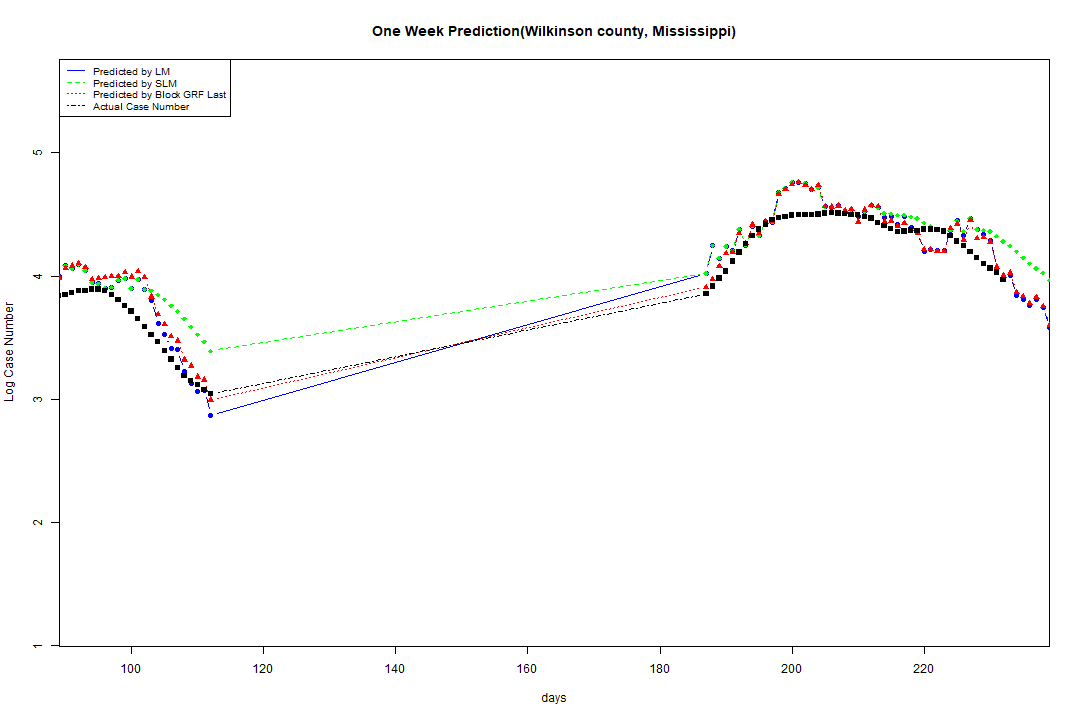 One Week Prediction(Wilkinson county, Mississippi)
Predicted by LM
Predicted by SLM
Predicted by Block GRF Last
Actual Case Number
5
4
3
2
1
Log Case Number
100 120 140 160 180 200 220
days